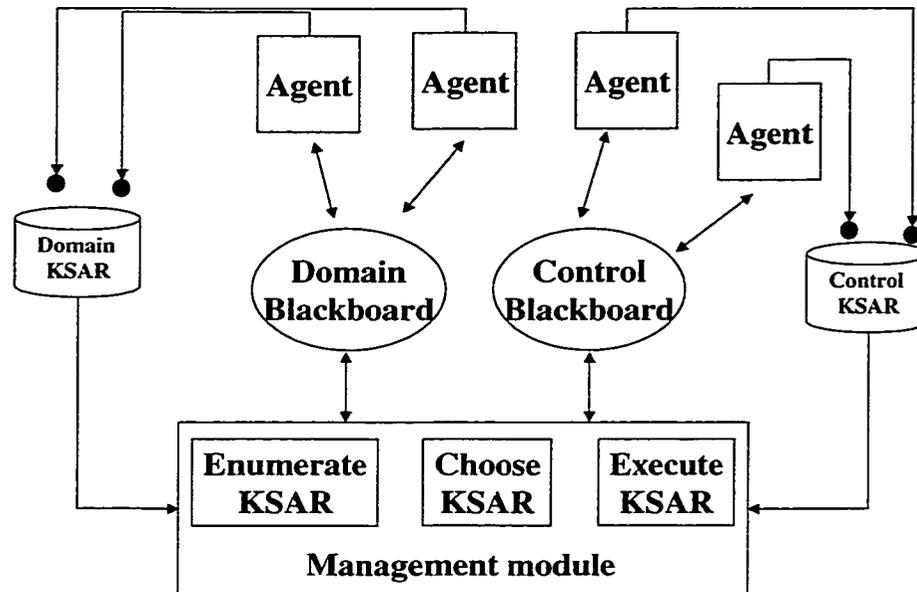 Agent
Agent
Agent
Agent
Domain
KSAR
Domain
Blackboard
Control
Blackboard
Control
KSAR
Enumerate
KSAR
Choose
KSAR
Execute
KSAR
Management module